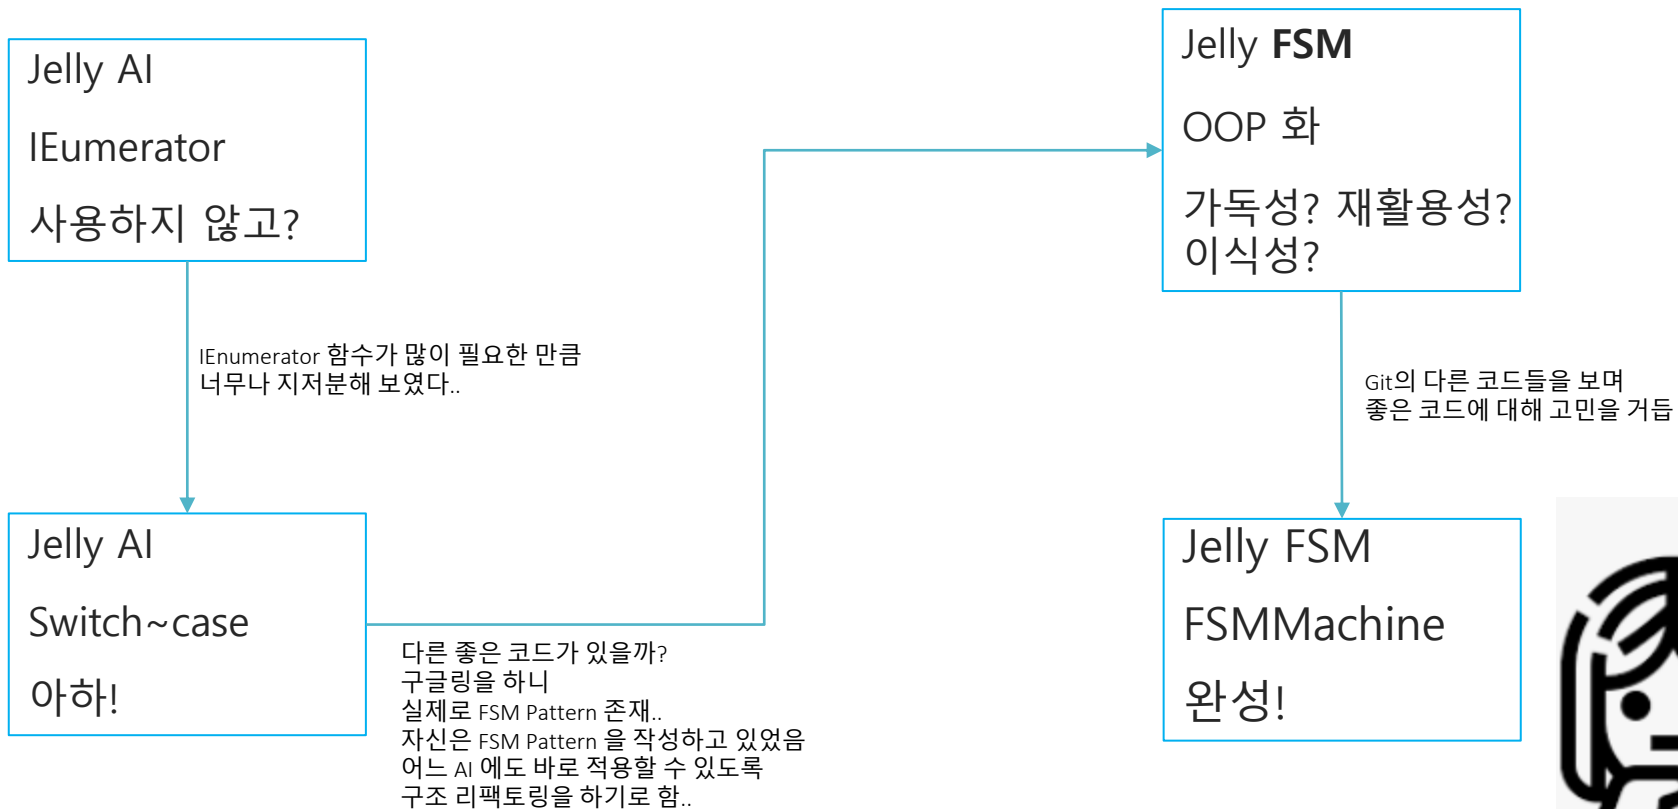 Jelly AI
IEumerator
사용하지 않고?
IEnumerator 함수가 많이 필요한 만큼
너무나 지저분해 보였다..
Jelly AI
Switch~case
아하!
다른 좋은 코드가 있을까?
구글링을 하니
실제로 FSM Pattern 존재..
자신은 FSM Pattern 을 작성하고 있었음
어느 AI 에도 바로 적용할 수 있도록
구조 리팩토링을 하기로 함..
Jelly FSM
OOP 화
가독성? 재활용성?
이식성?
Git의 다른 코드들을 보며
좋은 코드에 대해 고민을 거듭
Jelly FSM
FSMMachine
완성!